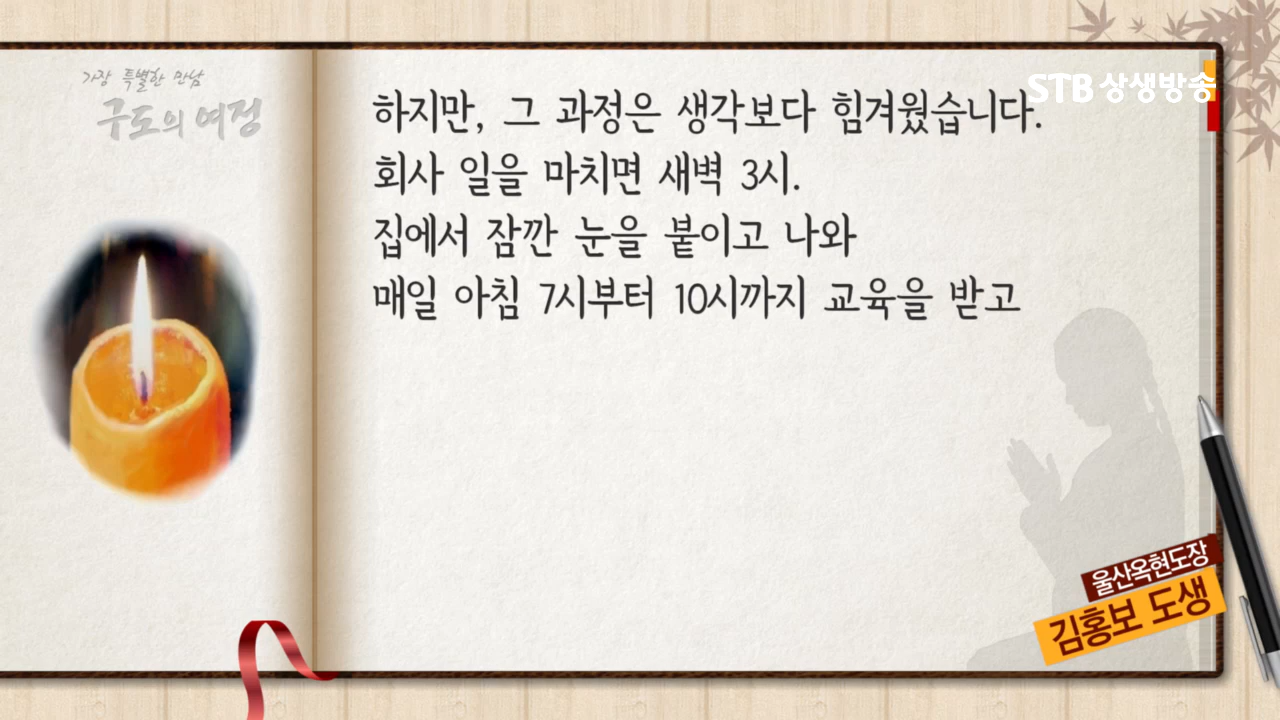 가장 특별한 만남
구도의 여정
STB 상생방송
하지만, 그 과정은 생각보다 힘겨웠습니다.
회사 일을 마치면 새벽 3시.
집에서 잠깐 눈을 붙이고 나와
매일 아침 7시부터 10시까지 교육을 받고
울산옥현도장
김홍보 도생